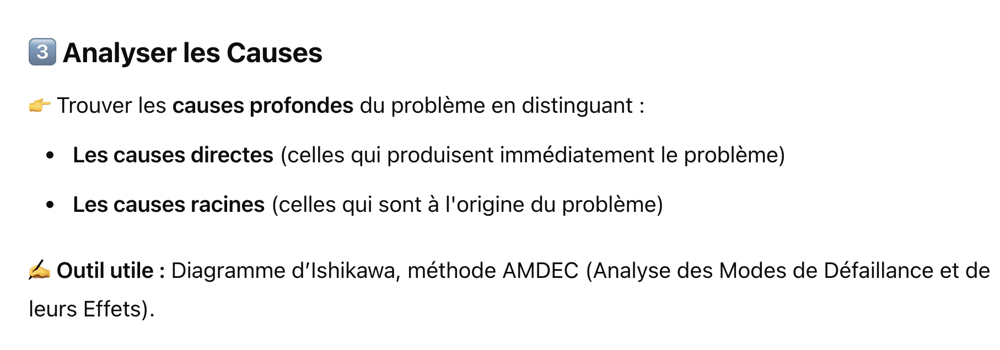 3️⃣ Analyser les Causes
👉 Trouver les causes profondes du problème en distinguant :
• Les causes directes (celles qui produisent immédiatement le problème)
• Les causes racines (celles qui sont à l'origine du problème)
✍️ Outil utile : Diagramme d’Ishikawa, méthode AMDEC (Analyse des Modes de Défaillance et de
leurs Effets).